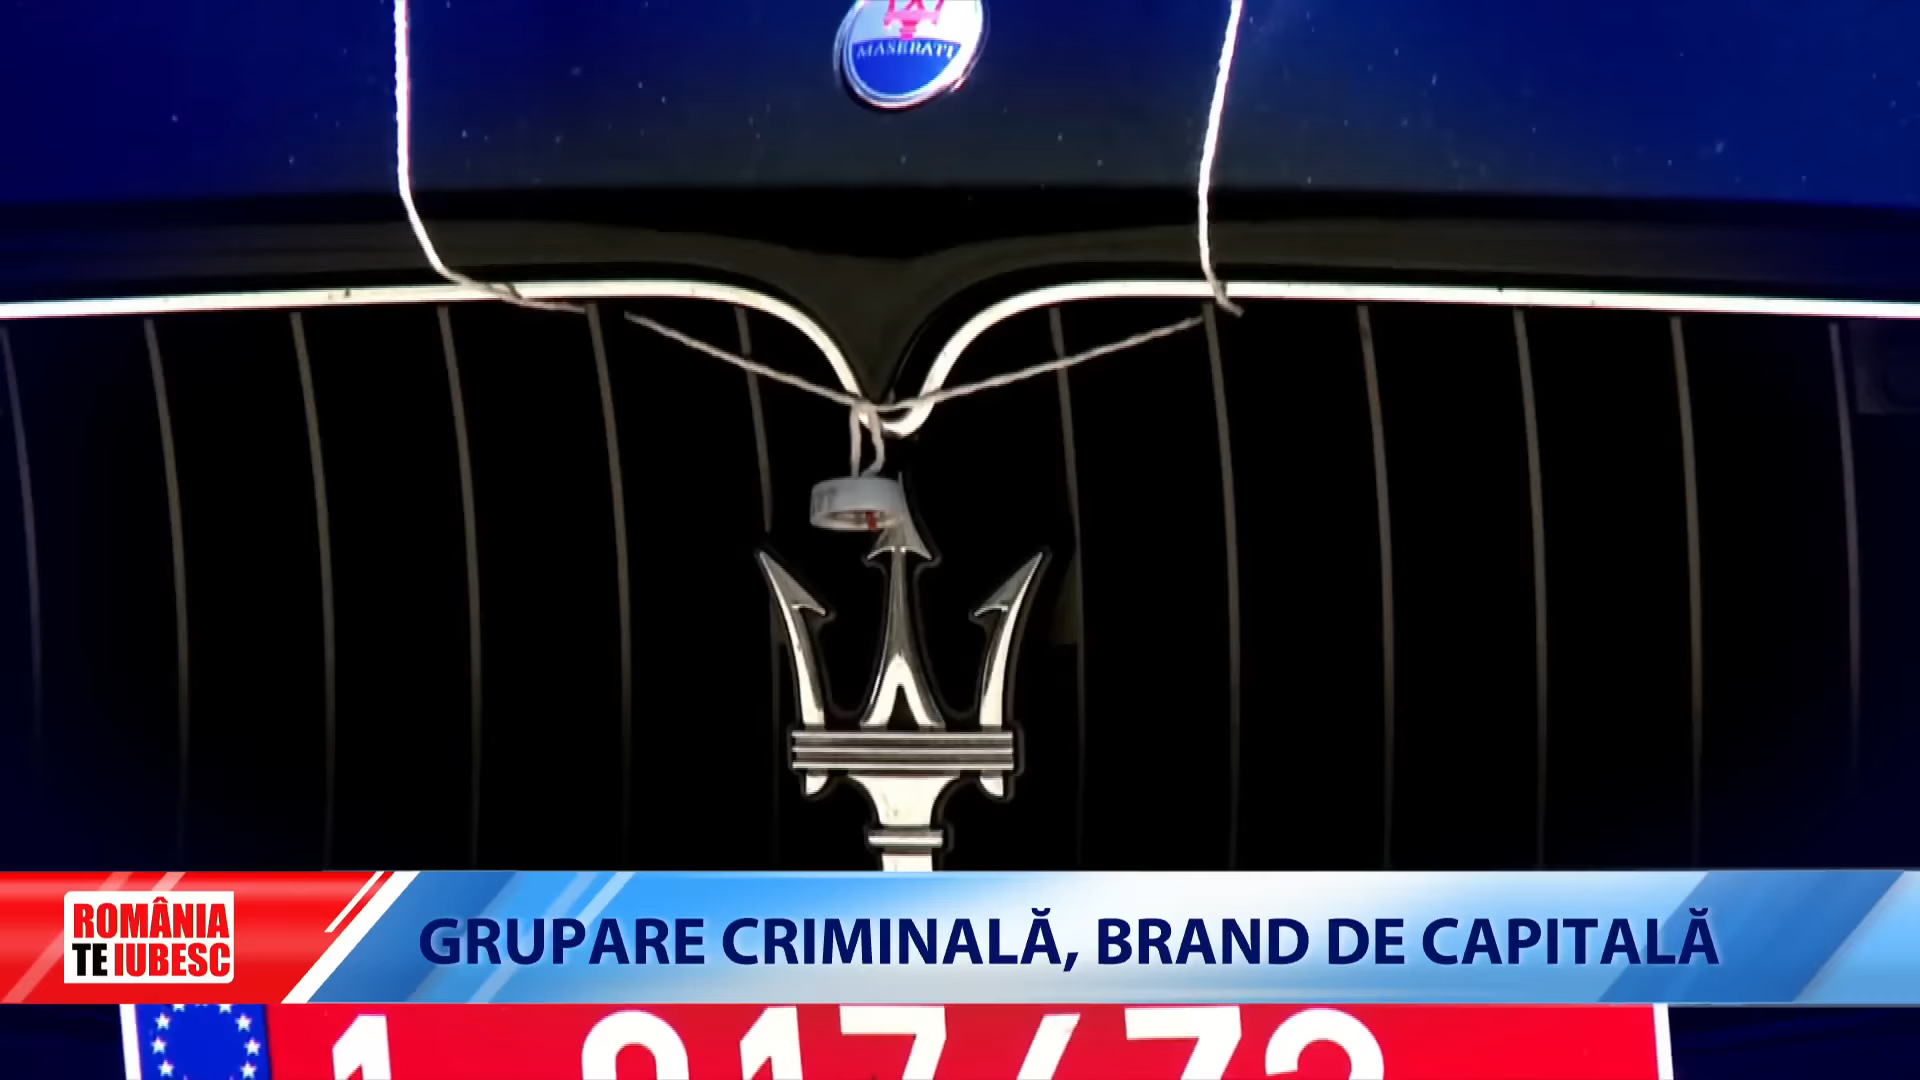 MASERATI
ROMÂNIA
TE IUBESC
GRUPARE CRIMINALĂ, BRAND DE CAPITALĂ